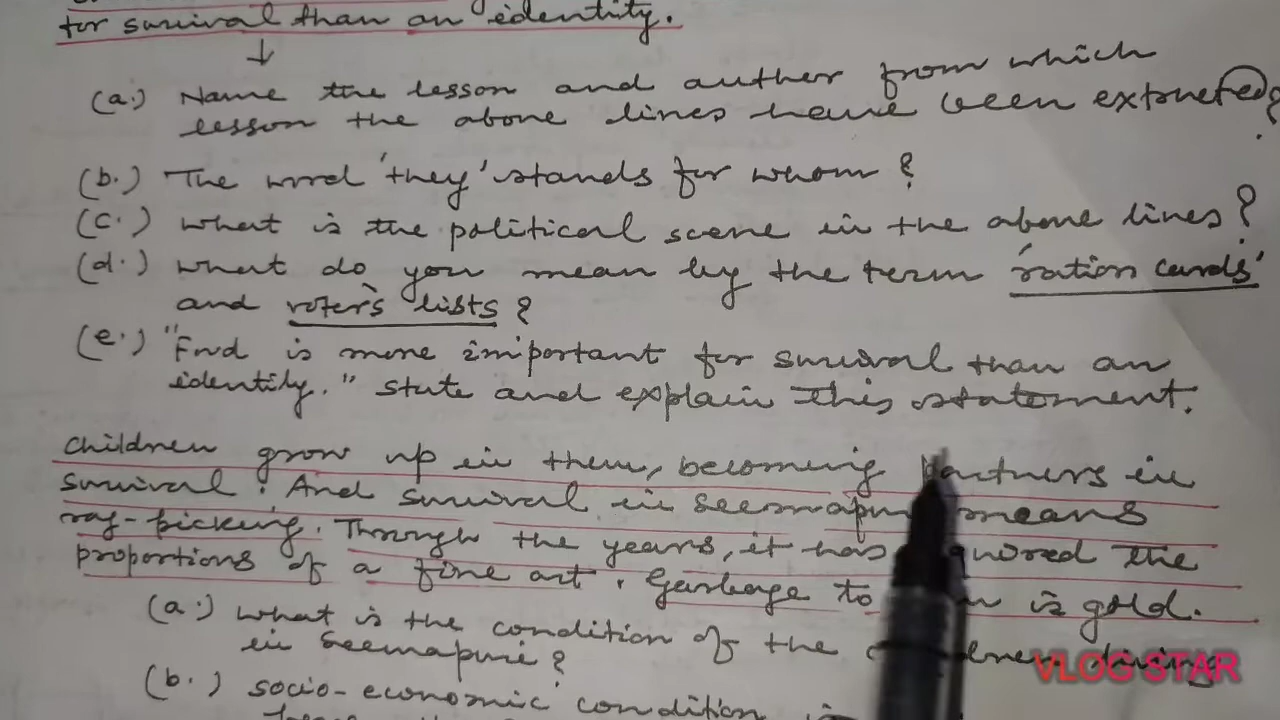 for survival than an identity.
(a.) Name the lesson and auther from which
lesson the above lines have been extracted?
(b.) The word 'they' stands for whom?
(c.) What is the political scene in the above lines?
(d.) What do you mean by the term 'ration cards'
and voter's lists?
(e.) "Food is more important for survival than an
identity." State and explain this statement.
Children grow up in them, becoming partners in
survival. And survival in Seemapuri means
rag-picking. Through the years, it has the
proportions of a fine art. Garbage to is gold.
(a.) What is the condition of the living
in Seemapuri?
(b.) socio-economic condition
VLOG STAR